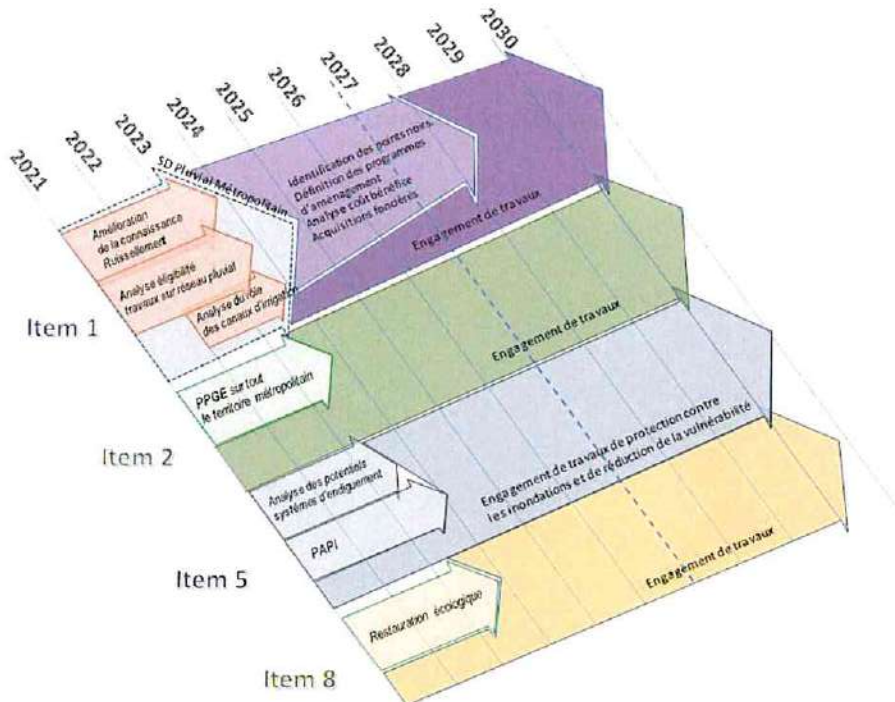 2021
2022
2023
2024
2025
2026
2027
2028
2029
2030
SD Pluvial Métropolitain
Amélioration
de la connaissance
Ruissellement
Analyse éligibilité
travaux sur réseau pluvial
Analyse du rôle
des canaux d'irrigation
Identification des points noirs.
Définition des programmes
d'amenagement
Analyse coût bénéfice
Acquisitions foncières
Engagement de travaux
Item 1
PPGE sur tout
le territoire métropolitain
Engagement de travaux
Item 2
Analyse des potentiels
systèmes d'endiguement
PAPI
Engagement de travaux de protection contre
les inondations et de réduction de la vulnérabilité
Item 5
Restauration écologique
Engagement de travaux
Item 8